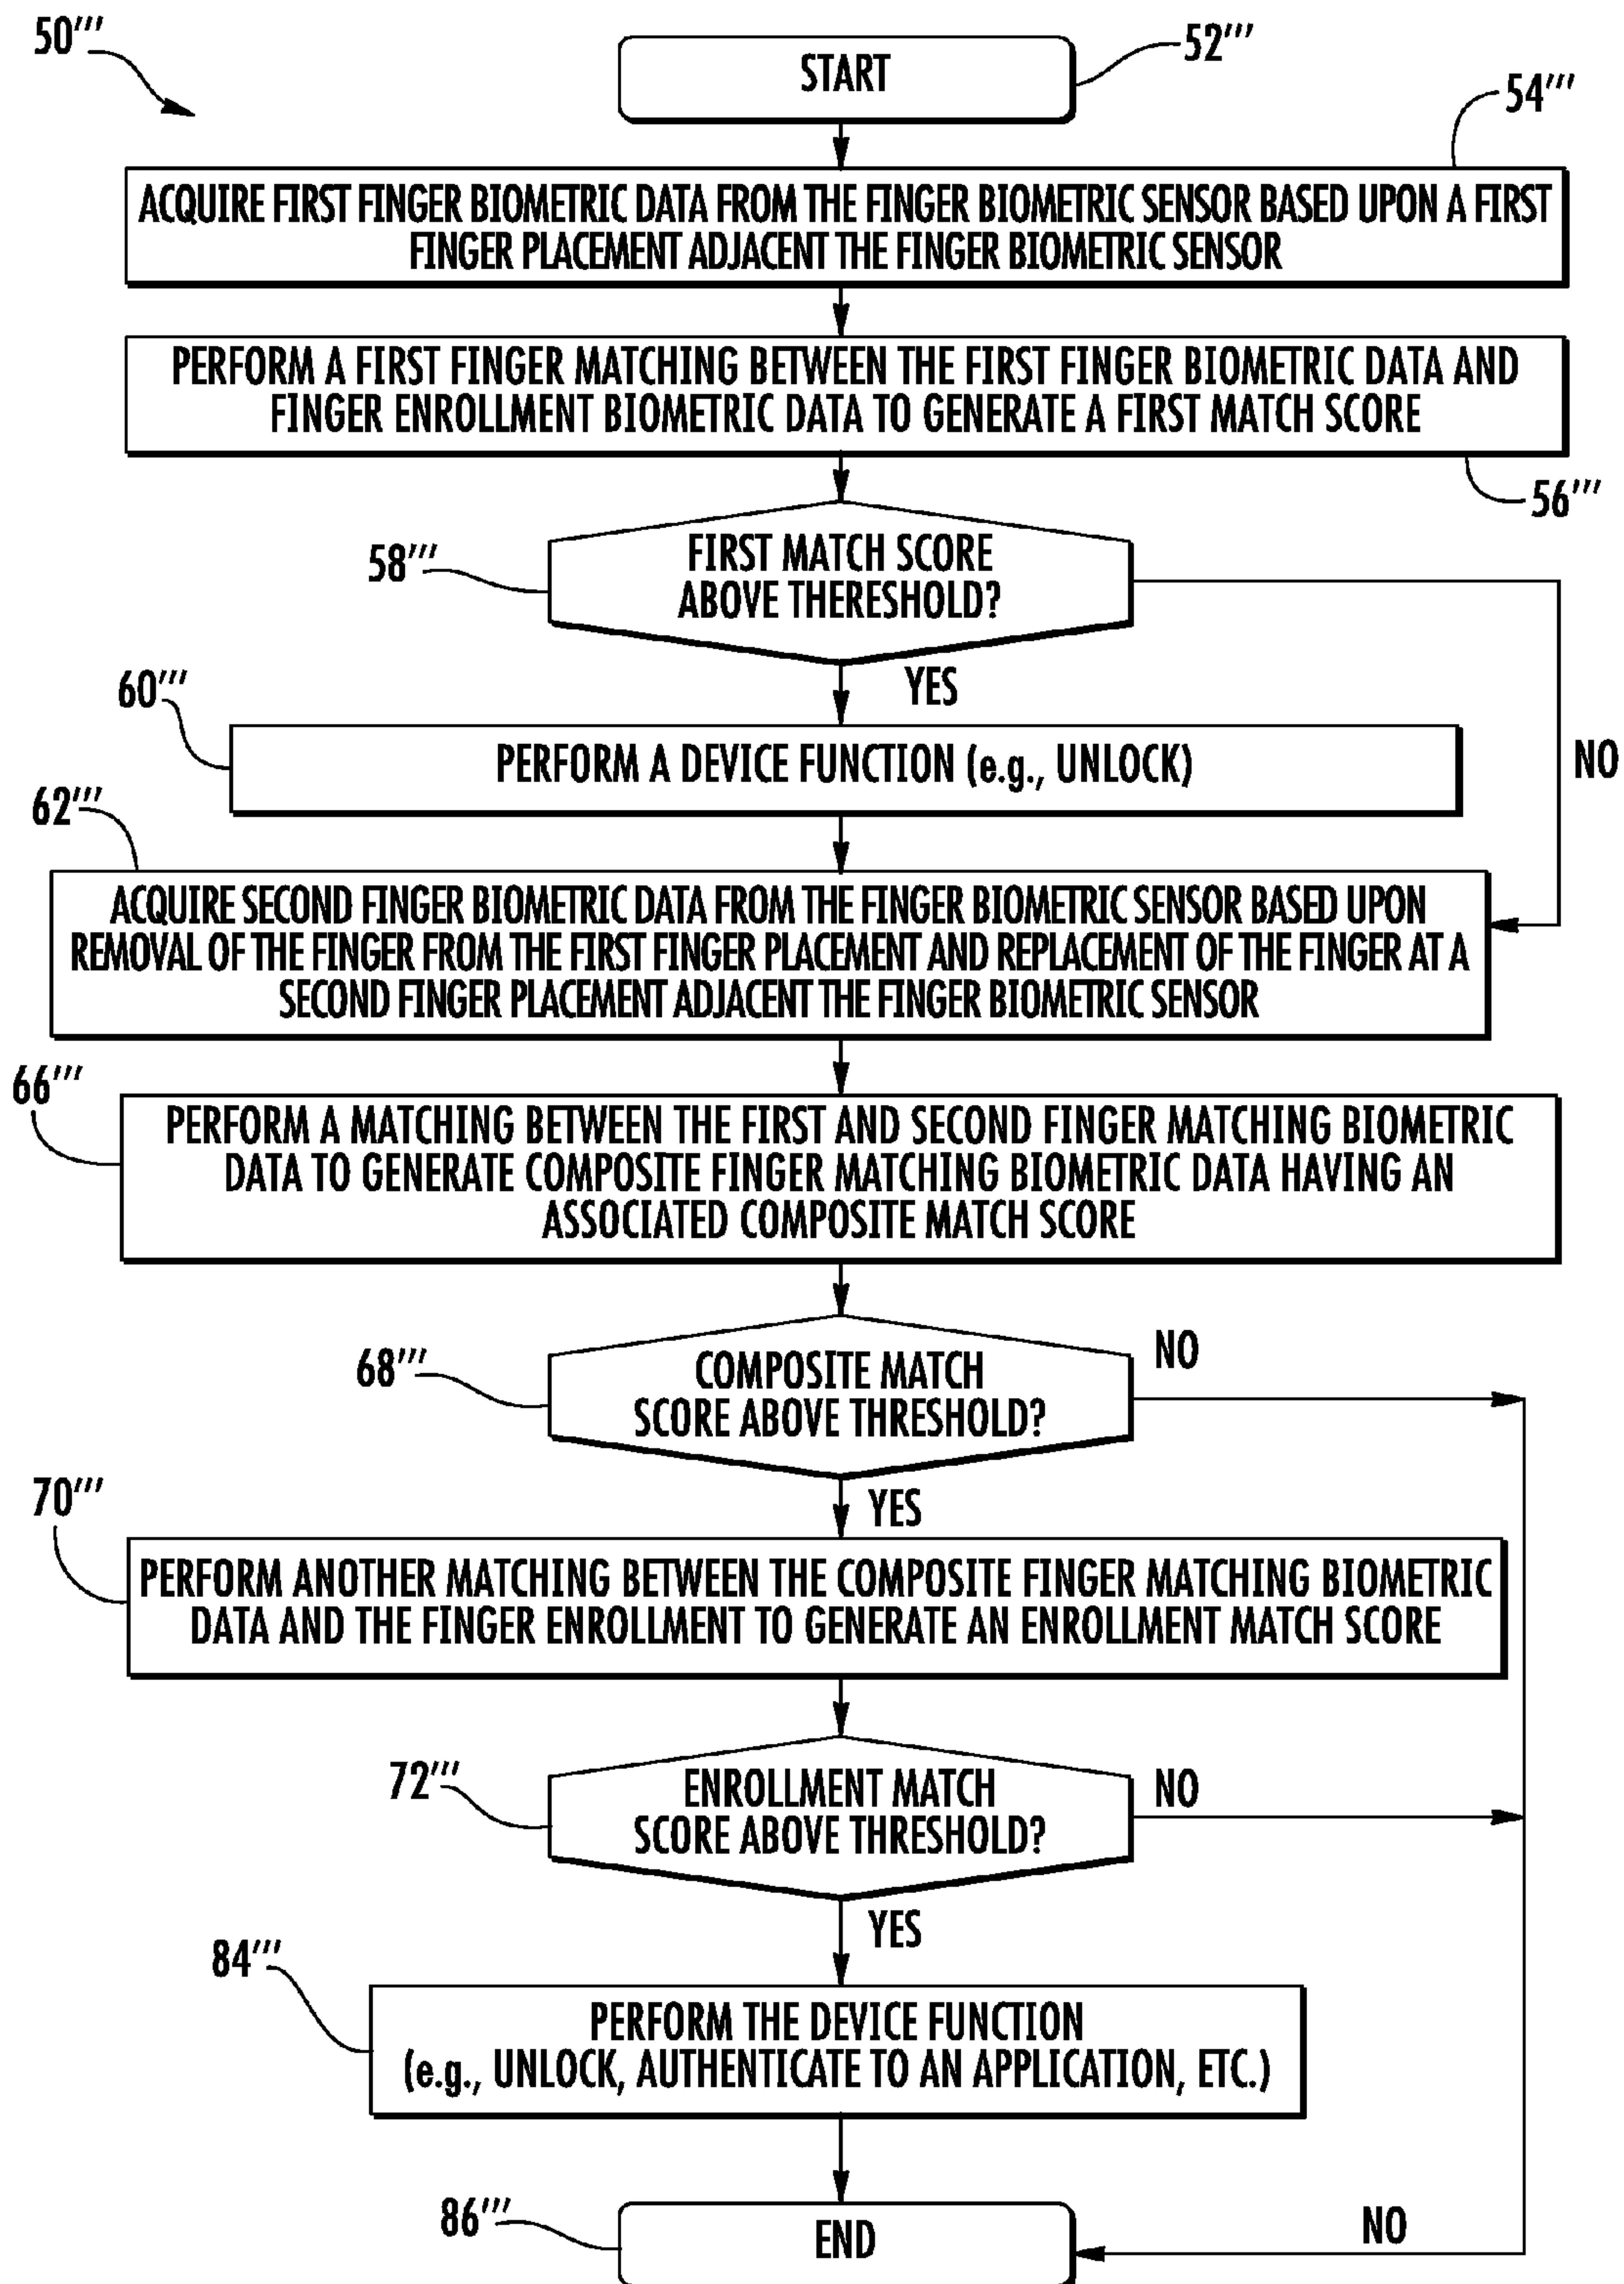 50'''
START
52'''
54'''
ACQUIRE FIRST FINGER BIOMETRIC DATA FROM THE FINGER BIOMETRIC SENSOR BASED UPON A FIRST
FINGER PLACEMENT ADJACENT THE FINGER BIOMETRIC SENSOR
PERFORM A FIRST FINGER MATCHING BETWEEN THE FIRST FINGER BIOMETRIC DATA AND
FINGER ENROLLMENT BIOMETRIC DATA TO GENERATE A FIRST MATCH SCORE
56'''
58'''
FIRST MATCH SCORE
ABOVE THERESHOLD?
YES
NO
60'''
PERFORM A DEVICE FUNCTION (e.g., UNLOCK)
62'''
ACQUIRE SECOND FINGER BIOMETRIC DATA FROM THE FINGER BIOMETRIC SENSOR BASED UPON
REMOVAL OF THE FINGER FROM THE FIRST FINGER PLACEMENT AND REPLACEMENT OF THE FINGER AT A
SECOND FINGER PLACEMENT ADJACENT THE FINGER BIOMETRIC SENSOR
66'''
PERFORM A MATCHING BETWEEN THE FIRST AND SECOND FINGER MATCHING BIOMETRIC
DATA TO GENERATE COMPOSITE FINGER MATCHING BIOMETRIC DATA HAVING AN
ASSOCIATED COMPOSITE MATCH SCORE
68'''
COMPOSITE MATCH
SCORE ABOVE THRESHOLD?
NO
YES
70'''
PERFORM ANOTHER MATCHING BETWEEN THE COMPOSITE FINGER MATCHING BIOMETRIC
DATA AND THE FINGER ENROLLMENT TO GENERATE AN ENROLLMENT MATCH SCORE
72'''
ENROLLMENT MATCH
SCORE ABOVE THRESHOLD?
NO
YES
84'''
PERFORM THE DEVICE FUNCTION
(e.g., UNLOCK, AUTHENTICATE TO AN APPLICATION, ETC.)
86'''
END
NO